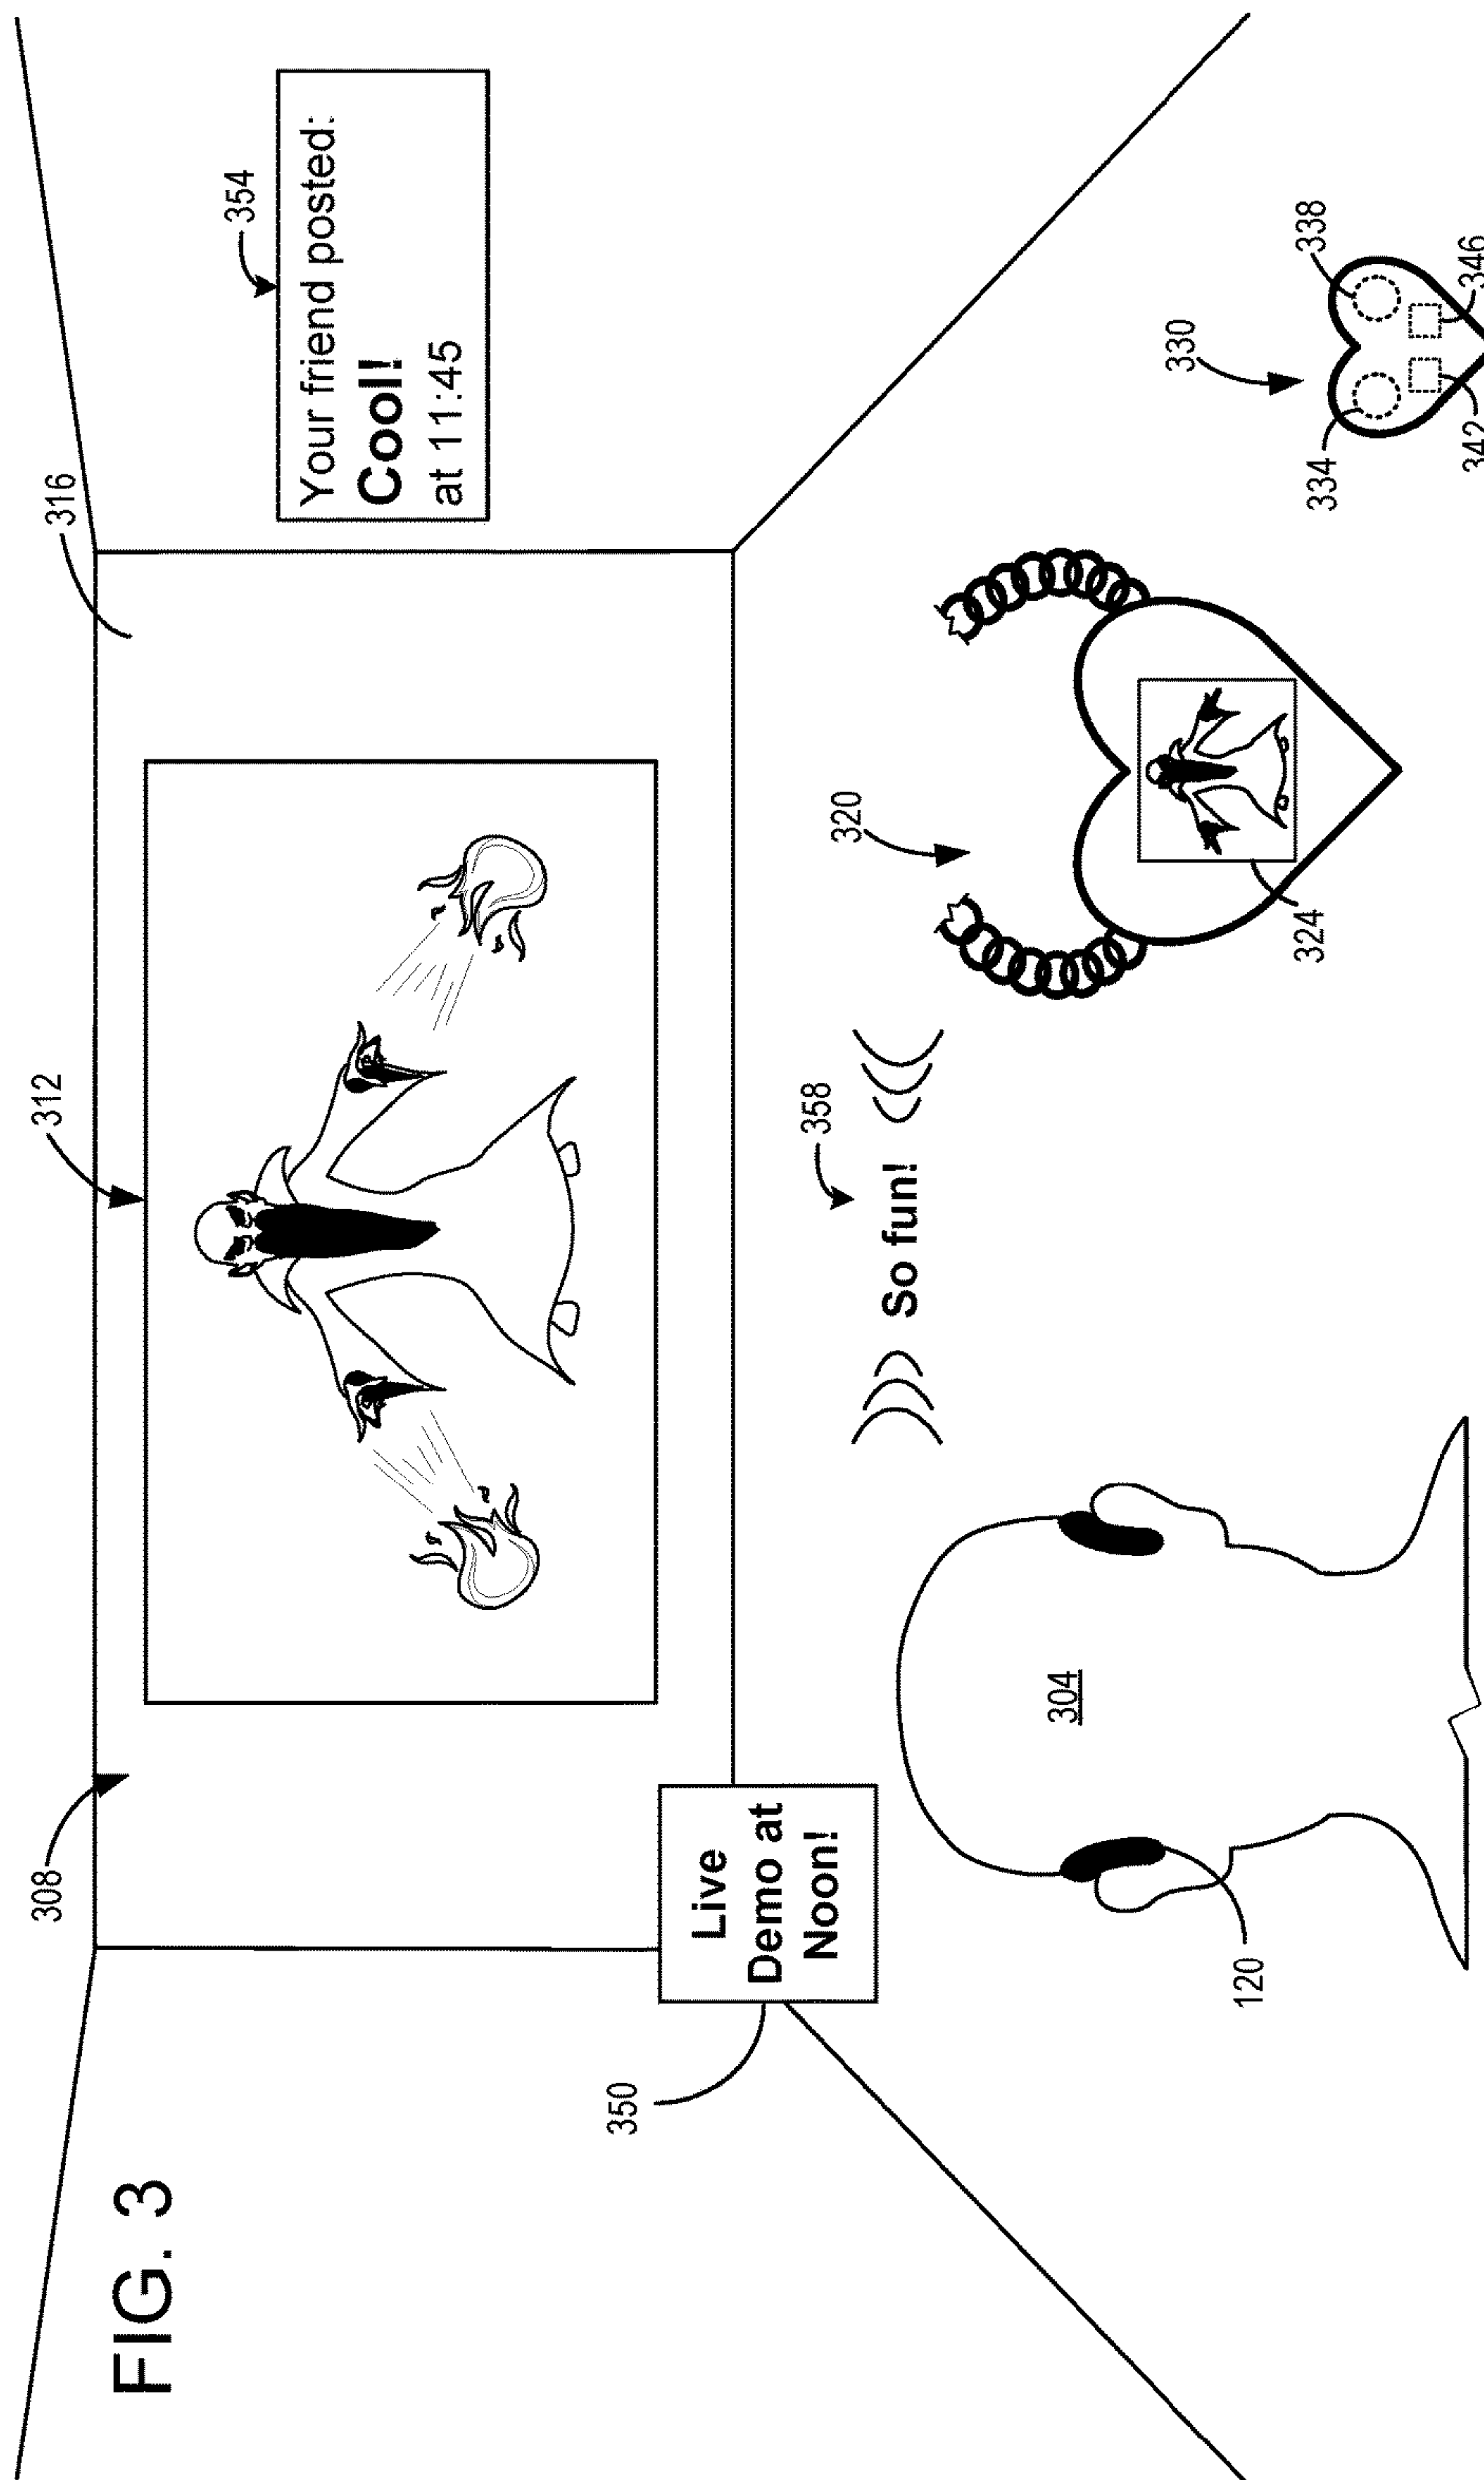 FIG. 3
308
312
316
354
Your friend posted:
Cool!
at 11:45
350
Live
Demo at
Noon!
358
So fun!
320
324
330
334
338
342
346
304
120